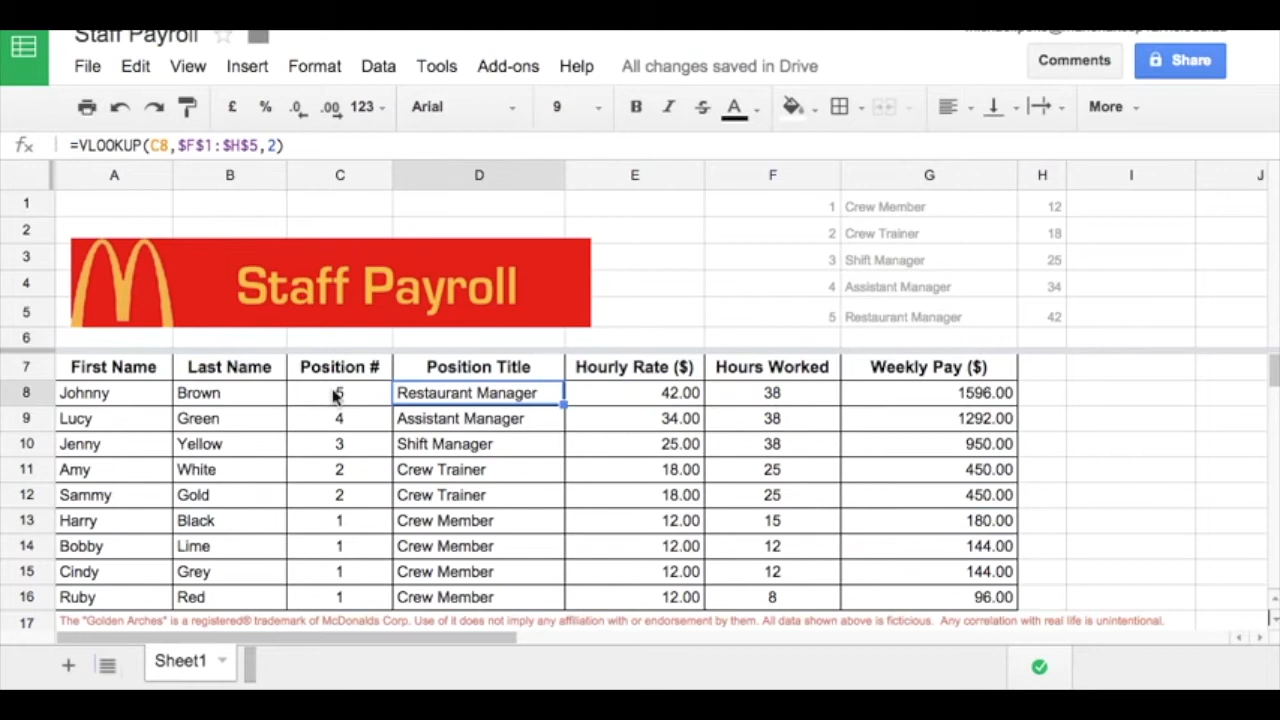 Staff Payroll
File Edit View Insert Format Data Tools Add-ons Help All changes saved in Drive Comments Share
£ % .0 .00 123 Arial 9 B I S A More
fx =VLOOKUP(C8,$F$1:$H$5,2)
A B C D E F G H I J
1 1 Crew Member 12
2 2 Crew Trainer 18
3 3 Shift Manager 25
4 4 Assistant Manager 34
Staff Payroll
5 5 Restaurant Manager 42
6
7 First Name Last Name Position # Position Title Hourly Rate ($) Hours Worked Weekly Pay ($)
8 Johnny Brown 5 Restaurant Manager 42.00 38 1596.00
9 Lucy Green 4 Assistant Manager 34.00 38 1292.00
10 Jenny Yellow 3 Shift Manager 25.00 38 950.00
11 Amy White 2 Crew Trainer 18.00 25 450.00
12 Sammy Gold 2 Crew Trainer 18.00 25 450.00
13 Harry Black 1 Crew Member 12.00 15 180.00
14 Bobby Lime 1 Crew Member 12.00 12 144.00
15 Cindy Grey 1 Crew Member 12.00 12 144.00
16 Ruby Red 1 Crew Member 12.00 8 96.00
17 The "Golden Arches" is a registered® trademark of McDonalds Corp. Use of it does not imply any affiliation with or endorsement by them. All data shown above is ficticious. Any correlation with real life is unintentional.
Sheet1